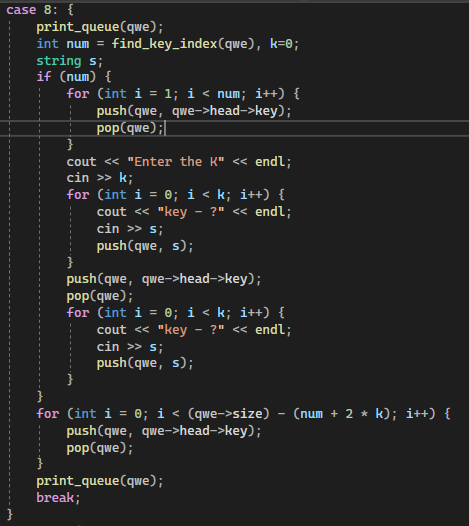 case 8: {
    print_queue(qwe);
    int num = find_key_index(qwe), k=0;
    string s;
    if (num) {
        for (int i = 1; i < num; i++) {
            push(qwe, qwe->head->key);
            pop(qwe);
        }
        cout << "Enter the K" << endl;
        cin >> k;
        for (int i = 0; i < k; i++) {
            cout << "key - ?" << endl;
            cin >> s;
            push(qwe, s);
        }
        push(qwe, qwe->head->key);
        pop(qwe);
        for (int i = 0; i < k; i++) {
            cout << "key - ?" << endl;
            cin >> s;
            push(qwe, s);
        }
    }
    for (int i = 0; i < (qwe->size) - (num + 2 * k); i++) {
        push(qwe, qwe->head->key);
        pop(qwe);
    }
    print_queue(qwe);
    break;
}